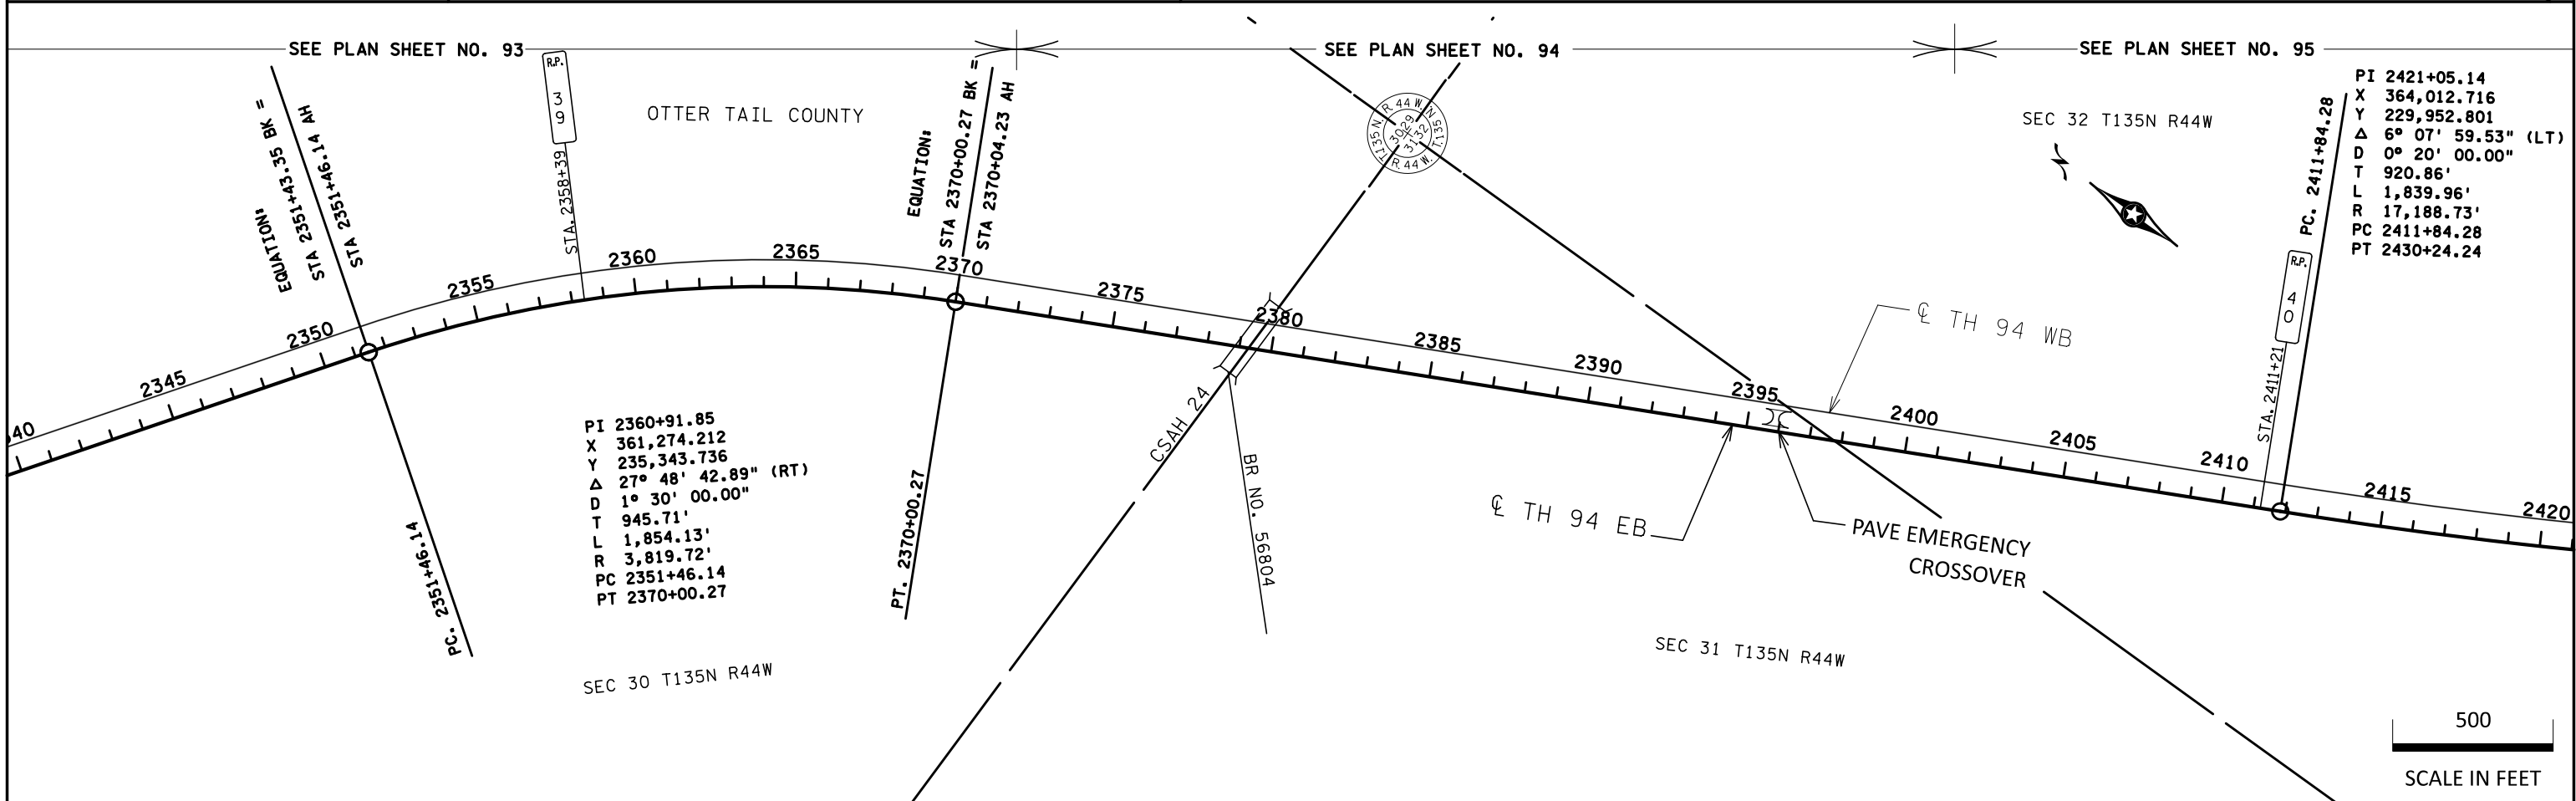 SEE PLAN SHEET NO. 93
SEE PLAN SHEET NO. 94
SEE PLAN SHEET NO. 95
EQUATION:
STA 2351+43.35 BK =
STA 2351+46.14 AH
R.P.
39
STA. 2358+39
OTTER TAIL COUNTY
EQUATION:
STA 2370+00.27 BK =
STA 2370+04.23 AH
R 44 W.
T.135 N.
T.135 N
R 44 W.
30 29
31 32
SEC 32 T135N R44W
PC. 2411+84.28
R.P.
40
STA. 2411+21
PI 2421+05.14
X 364,012.716
Y 229,952.801
Δ 6° 07' 59.53" (LT)
D 0° 20' 00.00"
T 920.86'
L 1,839.96'
R 17,188.73'
PC 2411+84.28
PT 2430+24.24
40
2345
2350
2355
2360
2365
2370
2375
2380
2385
2390
2395
2400
2405
2410
2415
2420
℄ TH 94 WB
℄ TH 94 EB
PAVE EMERGENCY
CROSSOVER
CSAH 24
BR NO. 56804
PI 2360+91.85
X 361,274.212
Y 235,343.736
Δ 27° 48' 42.89" (RT)
D 1° 30' 00.00"
T 945.71'
L 1,854.13'
R 3,819.72'
PC 2351+46.14
PT 2370+00.27
PC. 2351+46.14
PT. 2370+00.27
SEC 30 T135N R44W
SEC 31 T135N R44W
500
SCALE IN FEET